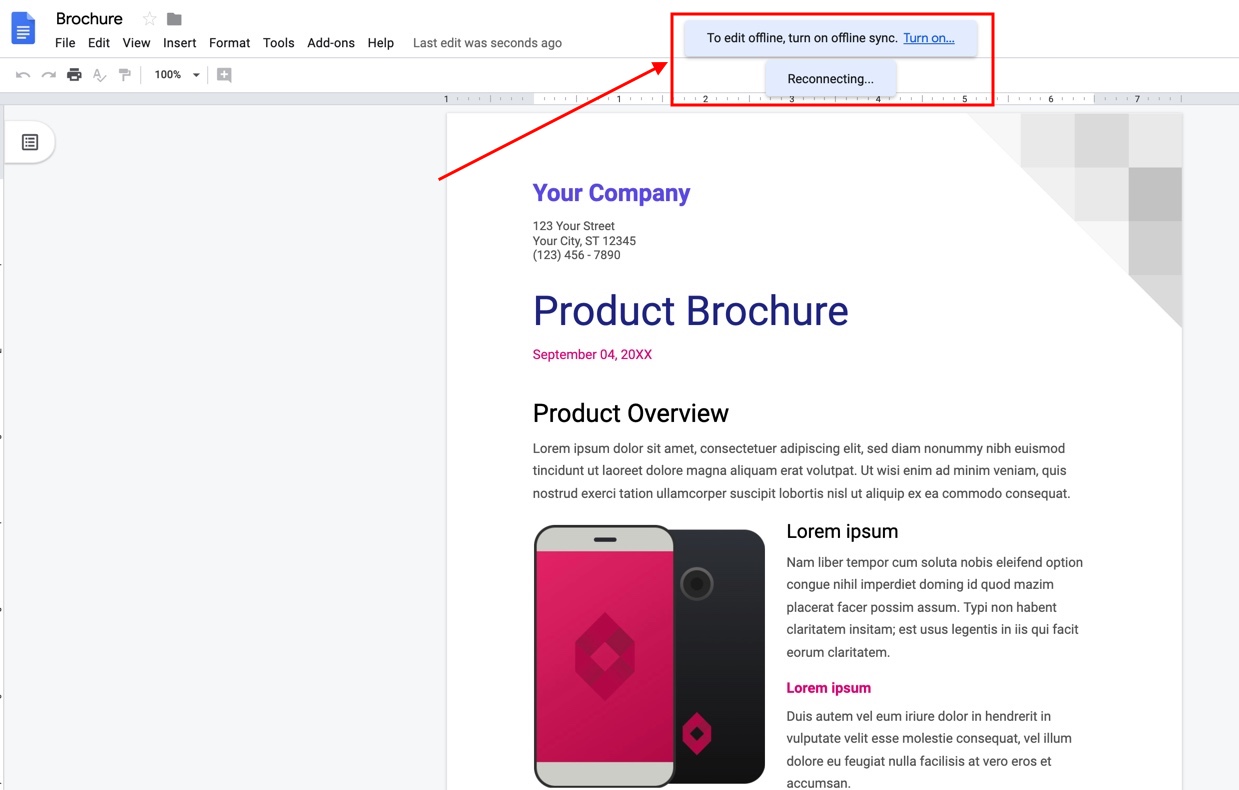 Brochure
File Edit View Insert Format Tools Add-ons Help Last edit was seconds ago
To edit offline, turn on offline sync. Turn on...
Reconnecting...
100%
1 1 2 3 4 5 6 7
Your Company
123 Your Street
Your City, ST 12345
(123) 456 - 7890
Product Brochure
September 04, 20XX
Product Overview
Lorem ipsum dolor sit amet, consectetuer adipiscing elit, sed diam nonummy nibh euismod
tincidunt ut laoreet dolore magna aliquam erat volutpat. Ut wisi enim ad minim veniam, quis
nostrud exerci tation ullamcorper suscipit lobortis nisl ut aliquip ex ea commodo consequat.
Lorem ipsum
Nam liber tempor cum soluta nobis eleifend option
congue nihil imperdiet doming id quod mazim
placerat facer possim assum. Typi non habent
claritatem insitam; est usus legentis in iis qui facit
eorum claritatem.
Lorem ipsum
Duis autem vel eum iriure dolor in hendrerit in
vulputate velit esse molestie consequat, vel illum
dolore eu feugiat nulla facilisis at vero eros et
accumsan.